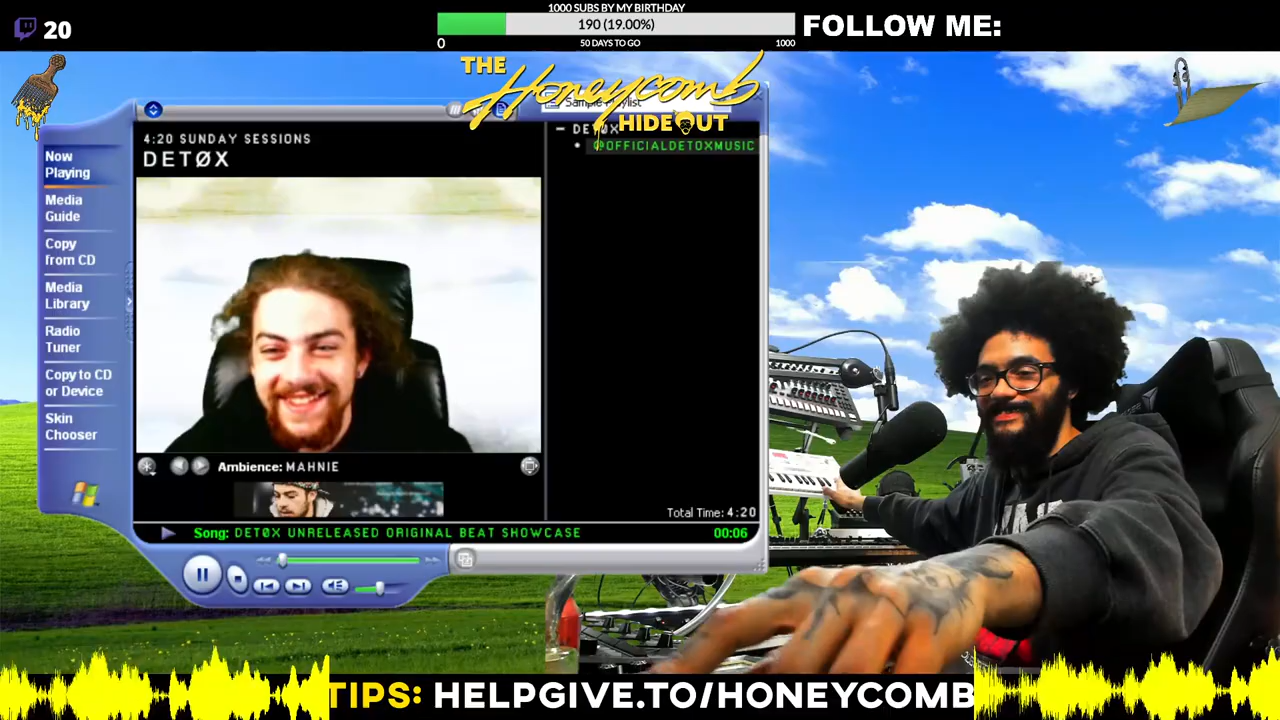 20
1000 SUBS BY MY BIRTHDAY
190 (19.00%)
0
50 DAYS TO GO
1000
FOLLOW ME:
THE
Honeycomb
HIDEOUT
Sample Playlist
4:20 SUNDAY SESSIONS
DETØX
DETØX
@OFFICIALDETOXMUSIC
Now
Playing
Media
Guide
Copy
from CD
Media
Library
Radio
Tuner
Copy to CD
or Device
Skin
Chooser
Ambience: MAHNIE
Total Time: 4:20
Song: DETØX UNRELEASED ORIGINAL BEAT SHOWCASE
00:06
TIPS: HELPGIVE.TO/HONEYCOMB